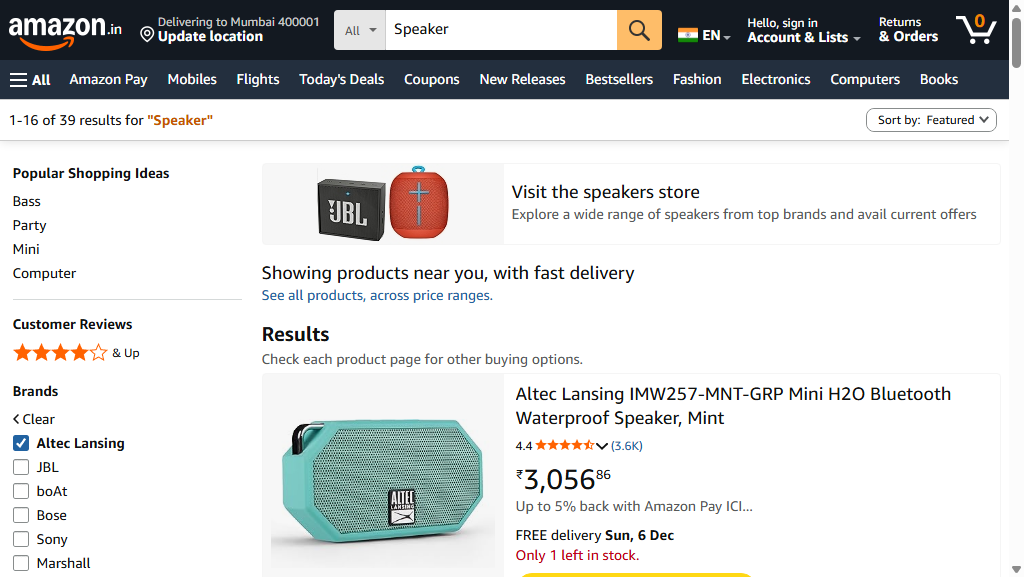 amazon.in
Delivering to Mumbai 400001
Update location
All
Speaker
EN
Hello, sign in
Account & Lists
Returns
& Orders
0
All
Amazon Pay
Mobiles
Flights
Today's Deals
Coupons
New Releases
Bestsellers
Fashion
Electronics
Computers
Books
1-16 of 39 results for "Speaker"
Sort by: Featured
Popular Shopping Ideas
Bass
Party
Mini
Computer
Customer Reviews
& Up
Brands
Clear
Altec Lansing
JBL
boAt
Bose
Sony
Marshall
JBL
Visit the speakers store
Explore a wide range of speakers from top brands and avail current offers
Showing products near you, with fast delivery
See all products, across price ranges.
Results
Check each product page for other buying options.
ALTEC
LANSING
Altec Lansing IMW257-MNT-GRP Mini H2O Bluetooth
Waterproof Speaker, Mint
4.4 (3.6K)
₹3,05686
Up to 5% back with Amazon Pay ICI...
FREE delivery Sun, 6 Dec
Only 1 left in stock.